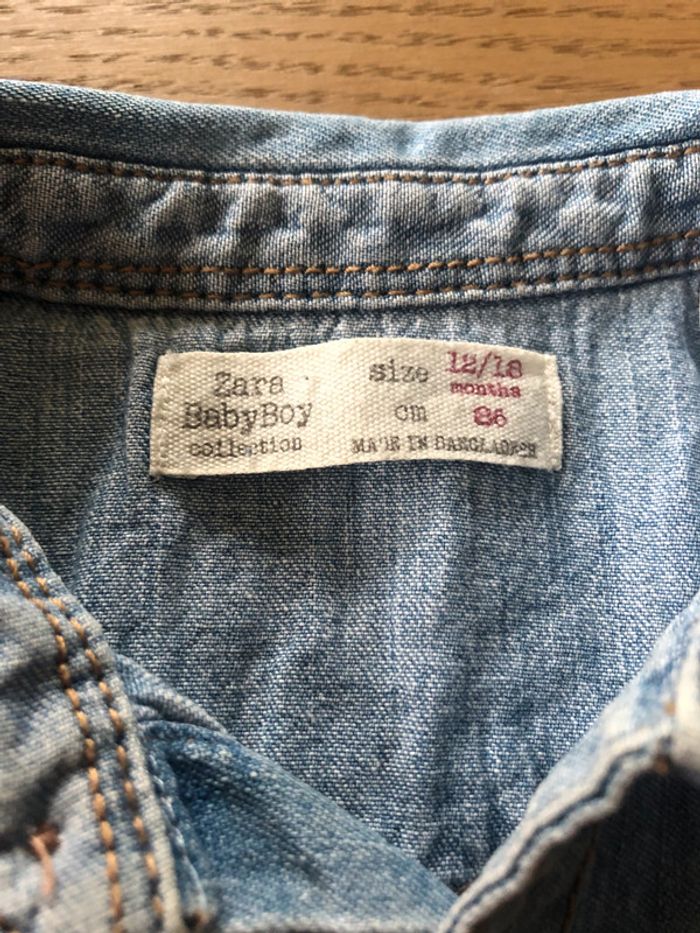 Zara size 12/18
months
BabyBoy cm 86
collection MADE IN BANGLADESH